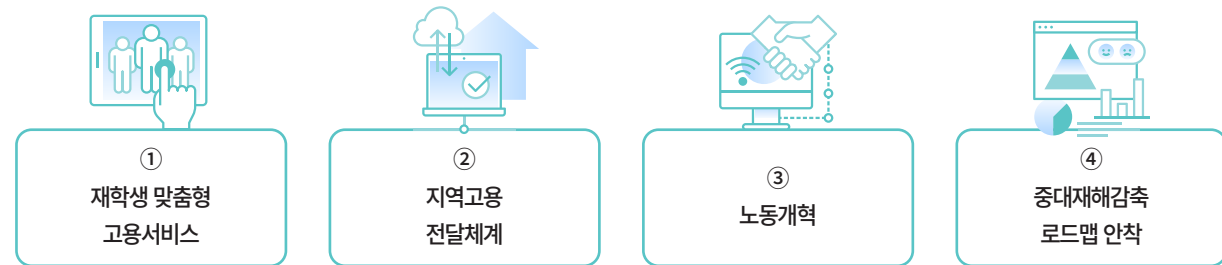 ①
재학생 맞춤형
고용서비스
②
지역고용
전달체계
③
노동개혁
④
중대재해감축
로드맵 안착